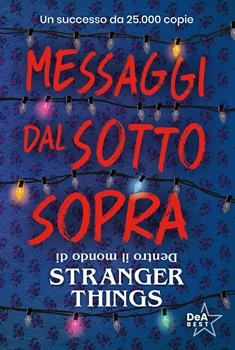 Un successo da 25.000 copie
MESSAGGI
DAL SOTTO
SOPRA
Dentro il mondo di
STRANGER
THINGS
DeA
BEST